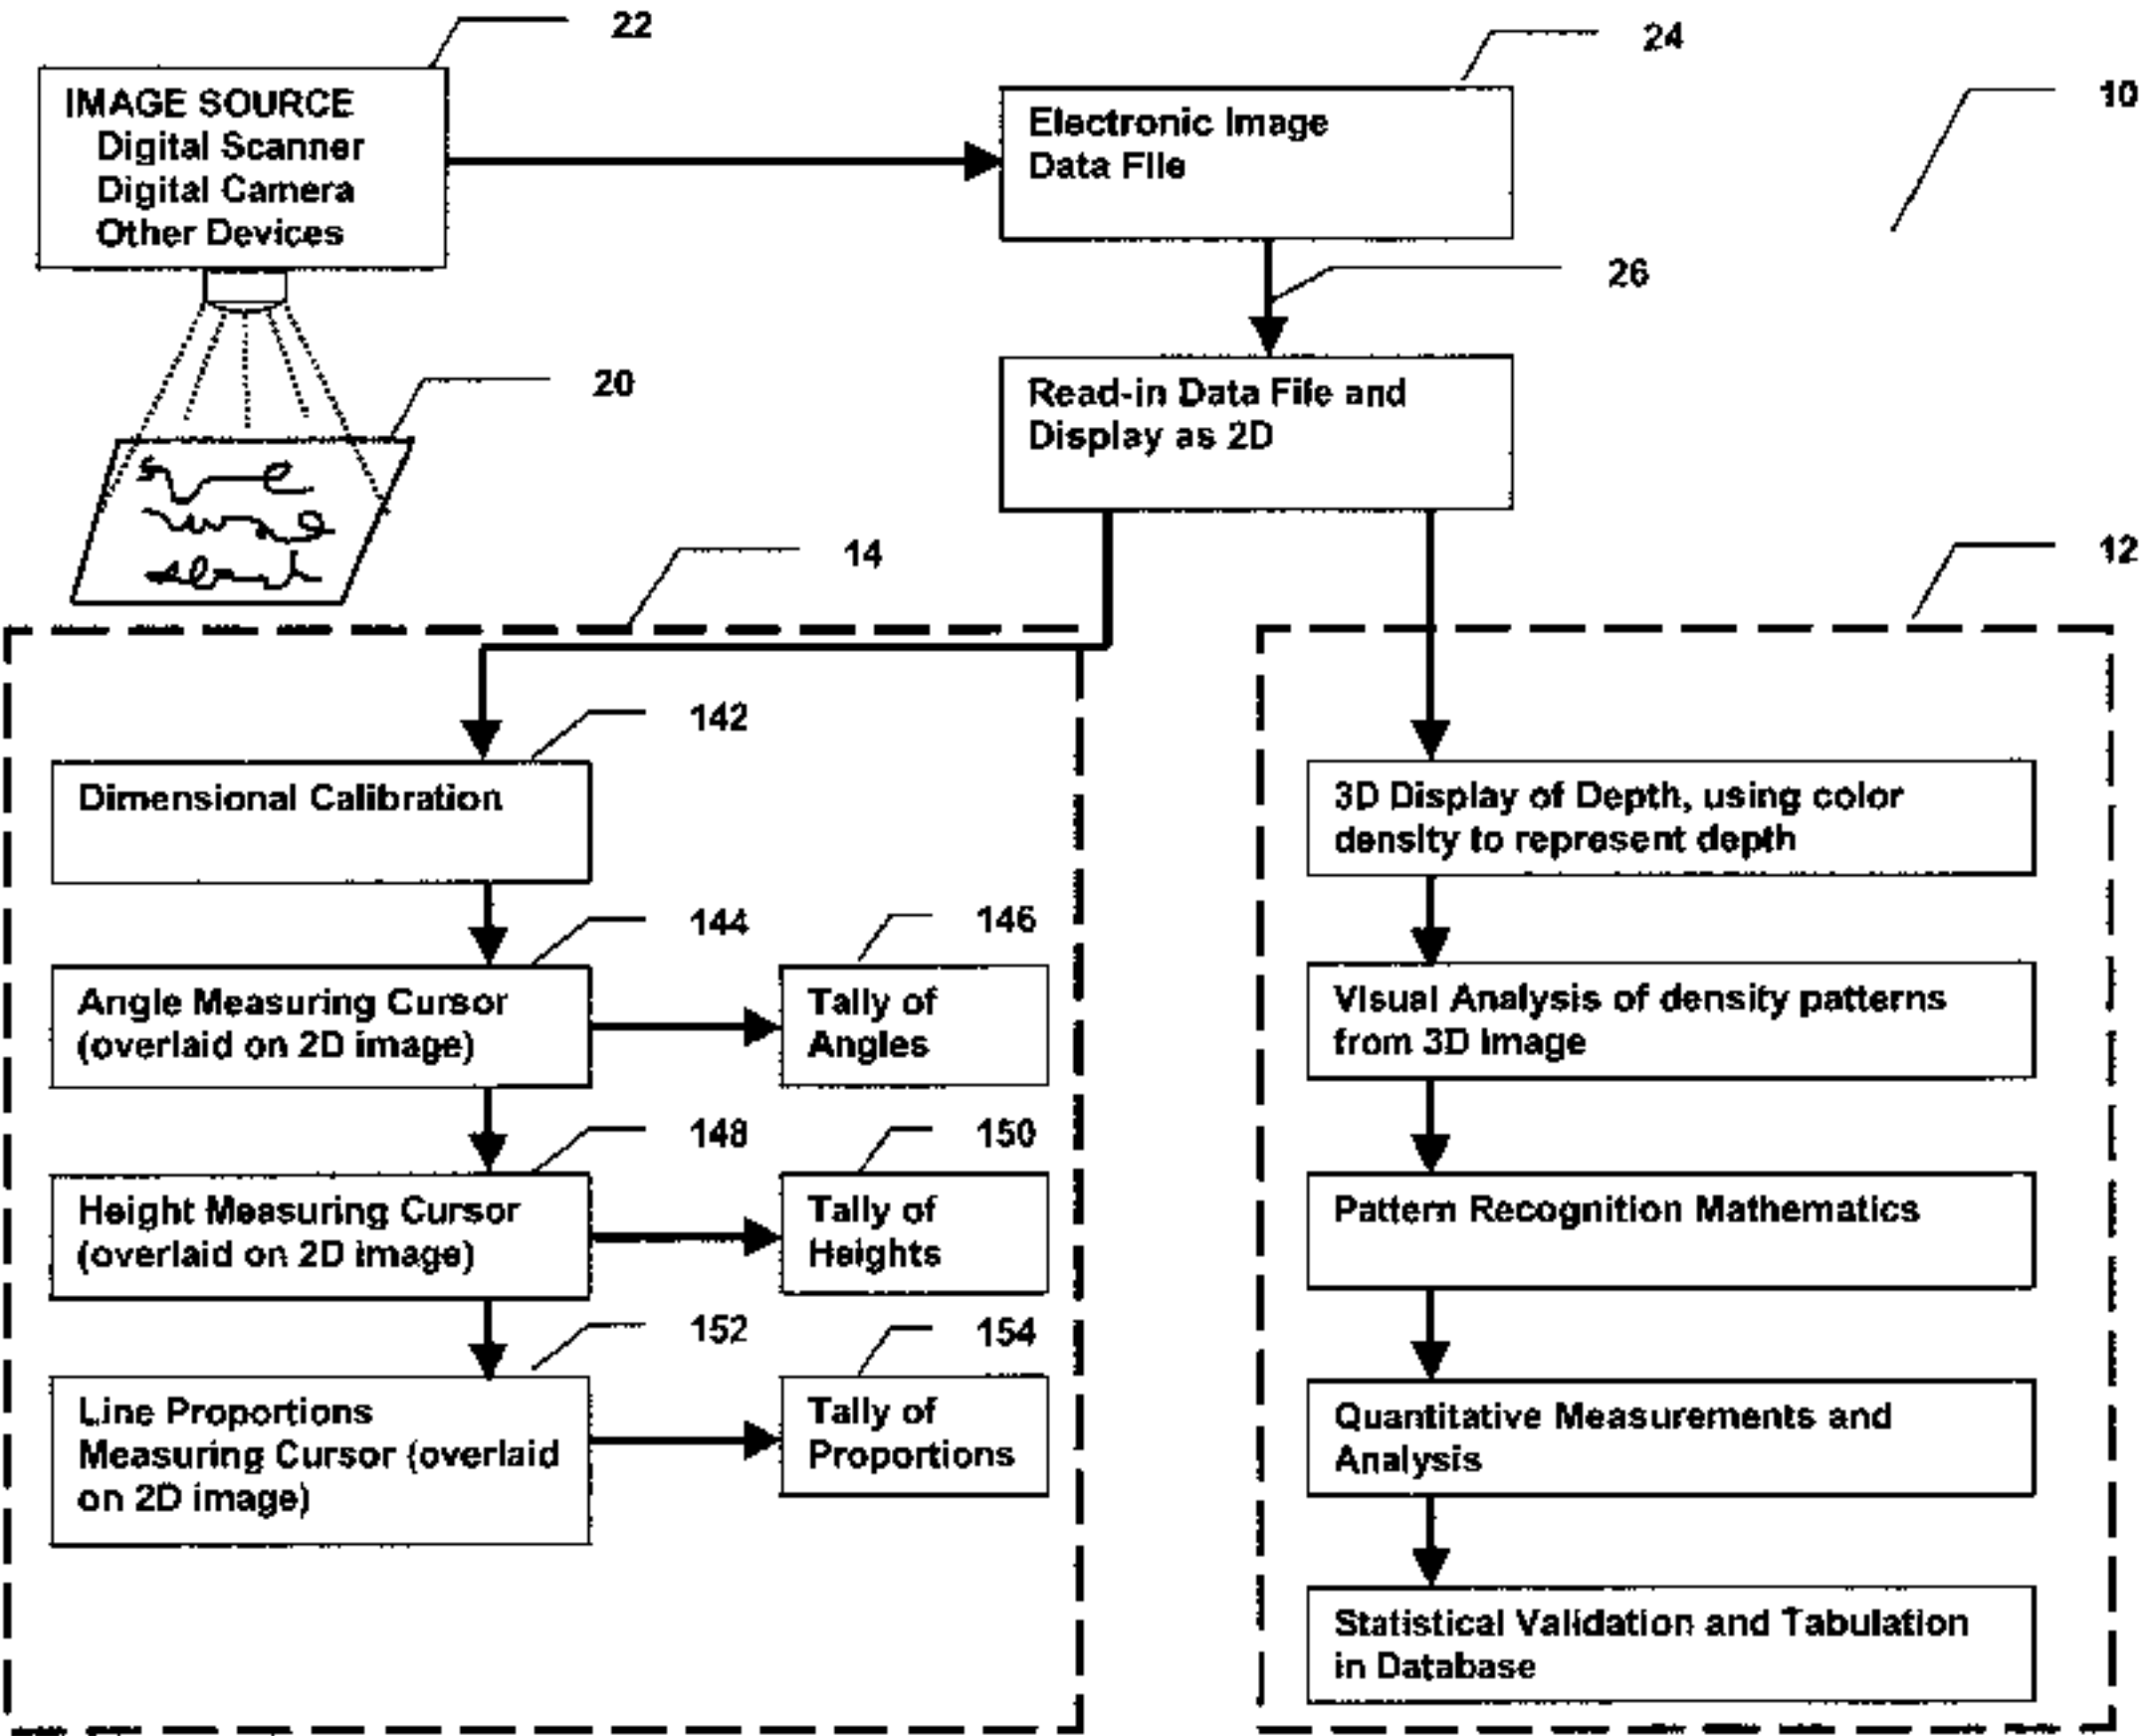 22
IMAGE SOURCE
Digital Scanner
Digital Camera
Other Devices
24
Electronic Image
Data File
10
26
20
Read-in Data File and
Display as 2D
14
12
142
Dimensional Calibration
144
Angle Measuring Cursor
(overlaid on 2D image)
146
Tally of
Angles
148
Height Measuring Cursor
(overlaid on 2D image)
150
Tally of
Heights
152
Line Proportions
Measuring Cursor (overlaid
on 2D image)
154
Tally of
Proportions
3D Display of Depth, using color
density to represent depth
Visual Analysis of density patterns
from 3D Image
Pattern Recognition Mathematics
Quantitative Measurements and
Analysis
Statistical Validation and Tabulation
in Database